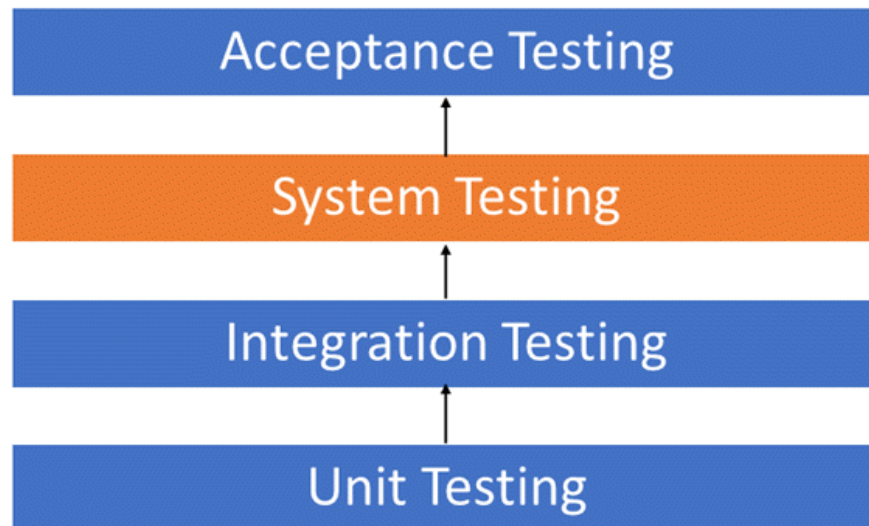 Acceptance Testing
System Testing
Integration Testing
Unit Testing